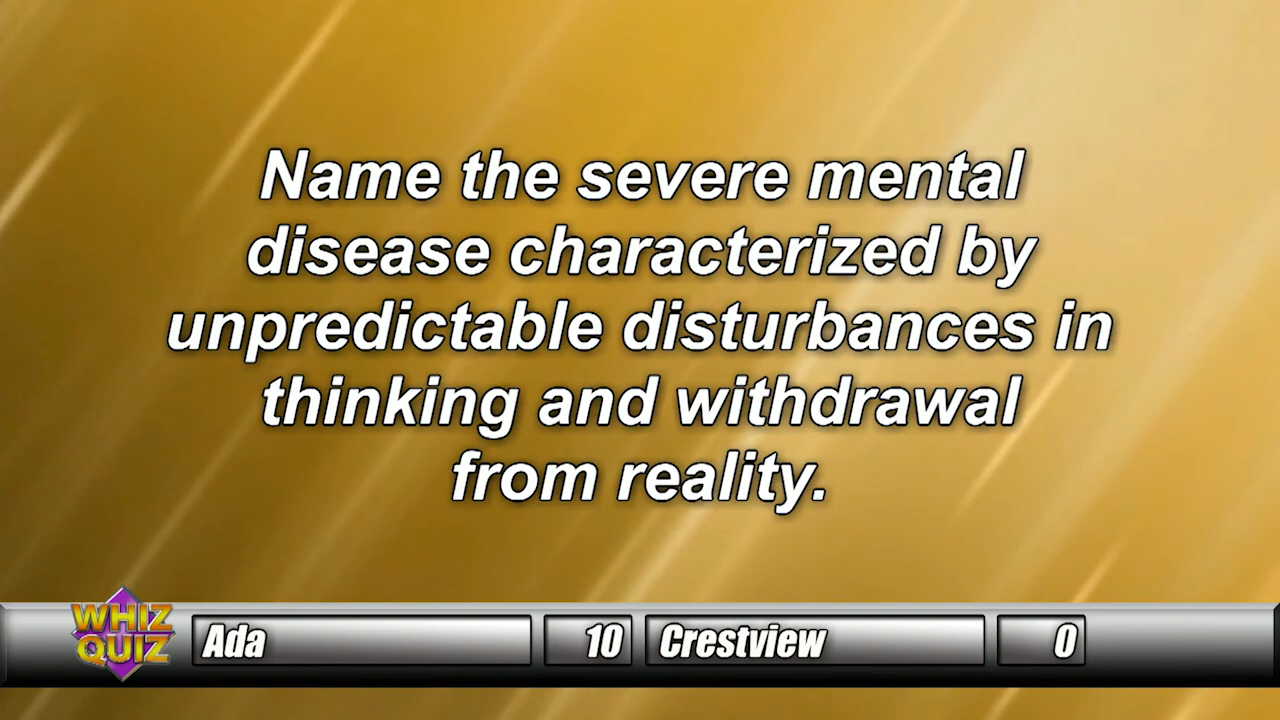 Name the severe mental
disease characterized by
unpredictable disturbances in
thinking and withdrawal
from reality.
WHIZ
QUIZ
Ada 10 Crestview 0